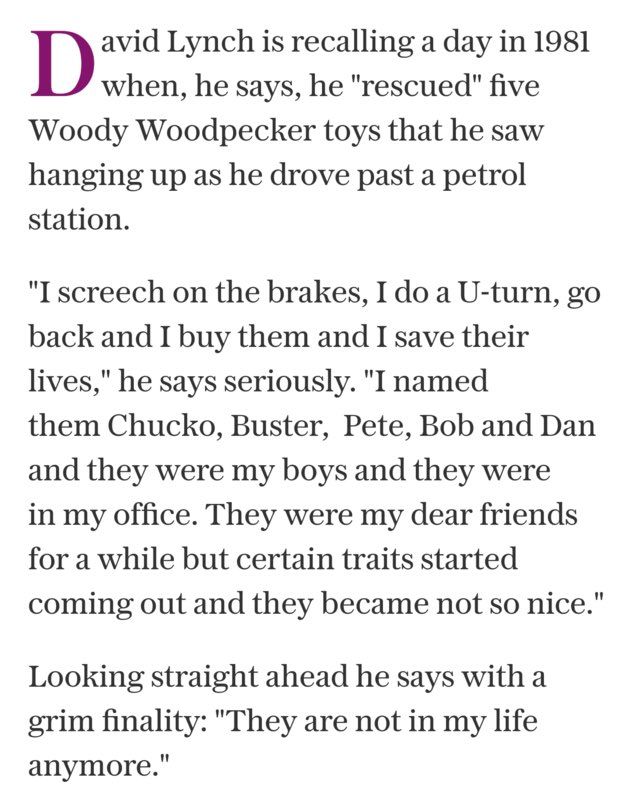 David Lynch is recalling a day in 1981
when, he says, he "rescued" five
Woody Woodpecker toys that he saw
hanging up as he drove past a petrol
station.
"I screech on the brakes, I do a U-turn, go
back and I buy them and I save their
lives," he says seriously. "I named
them Chucko, Buster,  Pete, Bob and Dan
and they were my boys and they were
in my office. They were my dear friends
for a while but certain traits started
coming out and they became not so nice."
Looking straight ahead he says with a
grim finality: "They are not in my life
anymore."